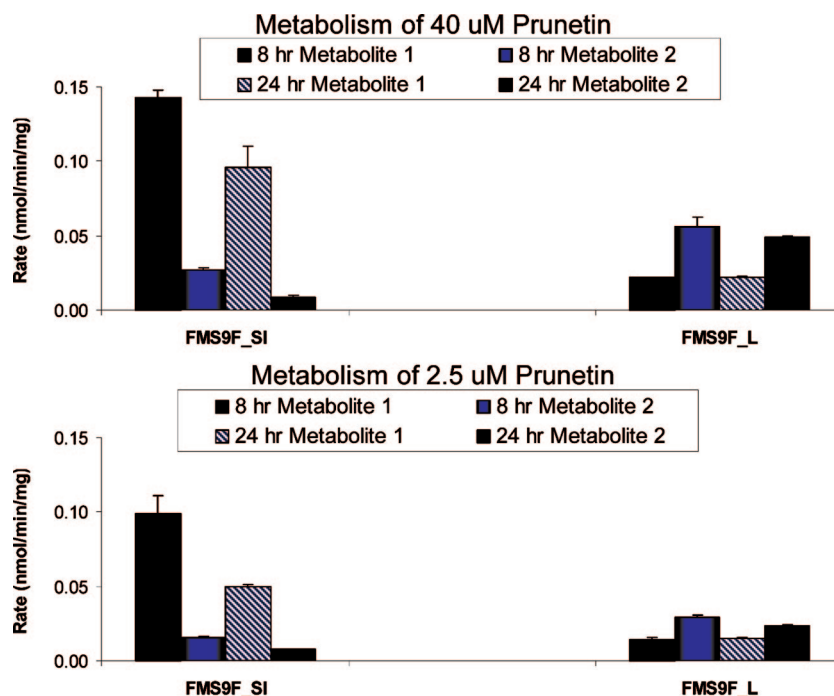 Metabolism of 40 uM Prunetin
8 hr Metabolite 1 8 hr Metabolite 2
24 hr Metabolite 1 24 hr Metabolite 2
Rate (nmol/min/mg)
0.15
0.10
0.05
0.00
FMS9F_SI FMS9F_L
Metabolism of 2.5 uM Prunetin
8 hr Metabolite 1 8 hr Metabolite 2
24 hr Metabolite 1 24 hr Metabolite 2
Rate (nmol/min/mg)
0.15
0.10
0.05
0.00
FMS9F_SI FMS9F_L